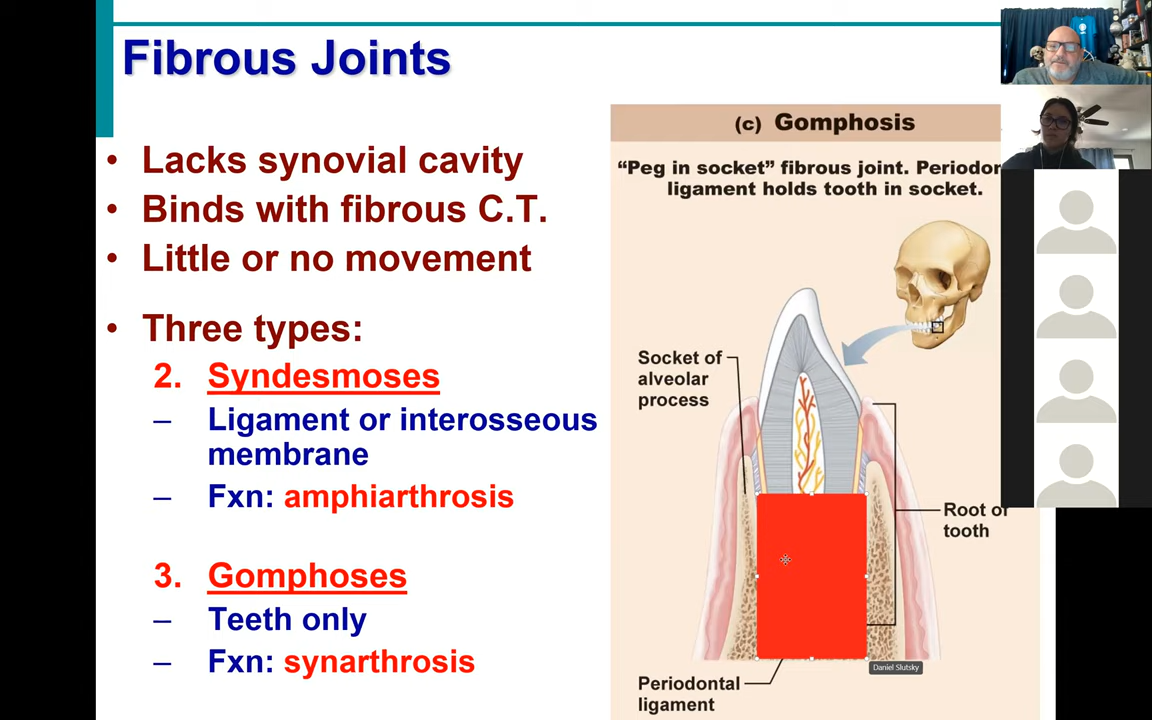 Fibrous Joints
• Lacks synovial cavity
• Binds with fibrous C.T.
• Little or no movement
• Three types:
2. Syndesmoses
– Ligament or interosseous
membrane
– Fxn: amphiarthrosis
3. Gomphoses
– Teeth only
– Fxn: synarthrosis
(c) Gomphosis
“Peg in socket” fibrous joint. Periodon
ligament holds tooth in socket.
Socket of
alveolar
process
Root of
tooth
Periodontal
ligament
Daniel Slutsky